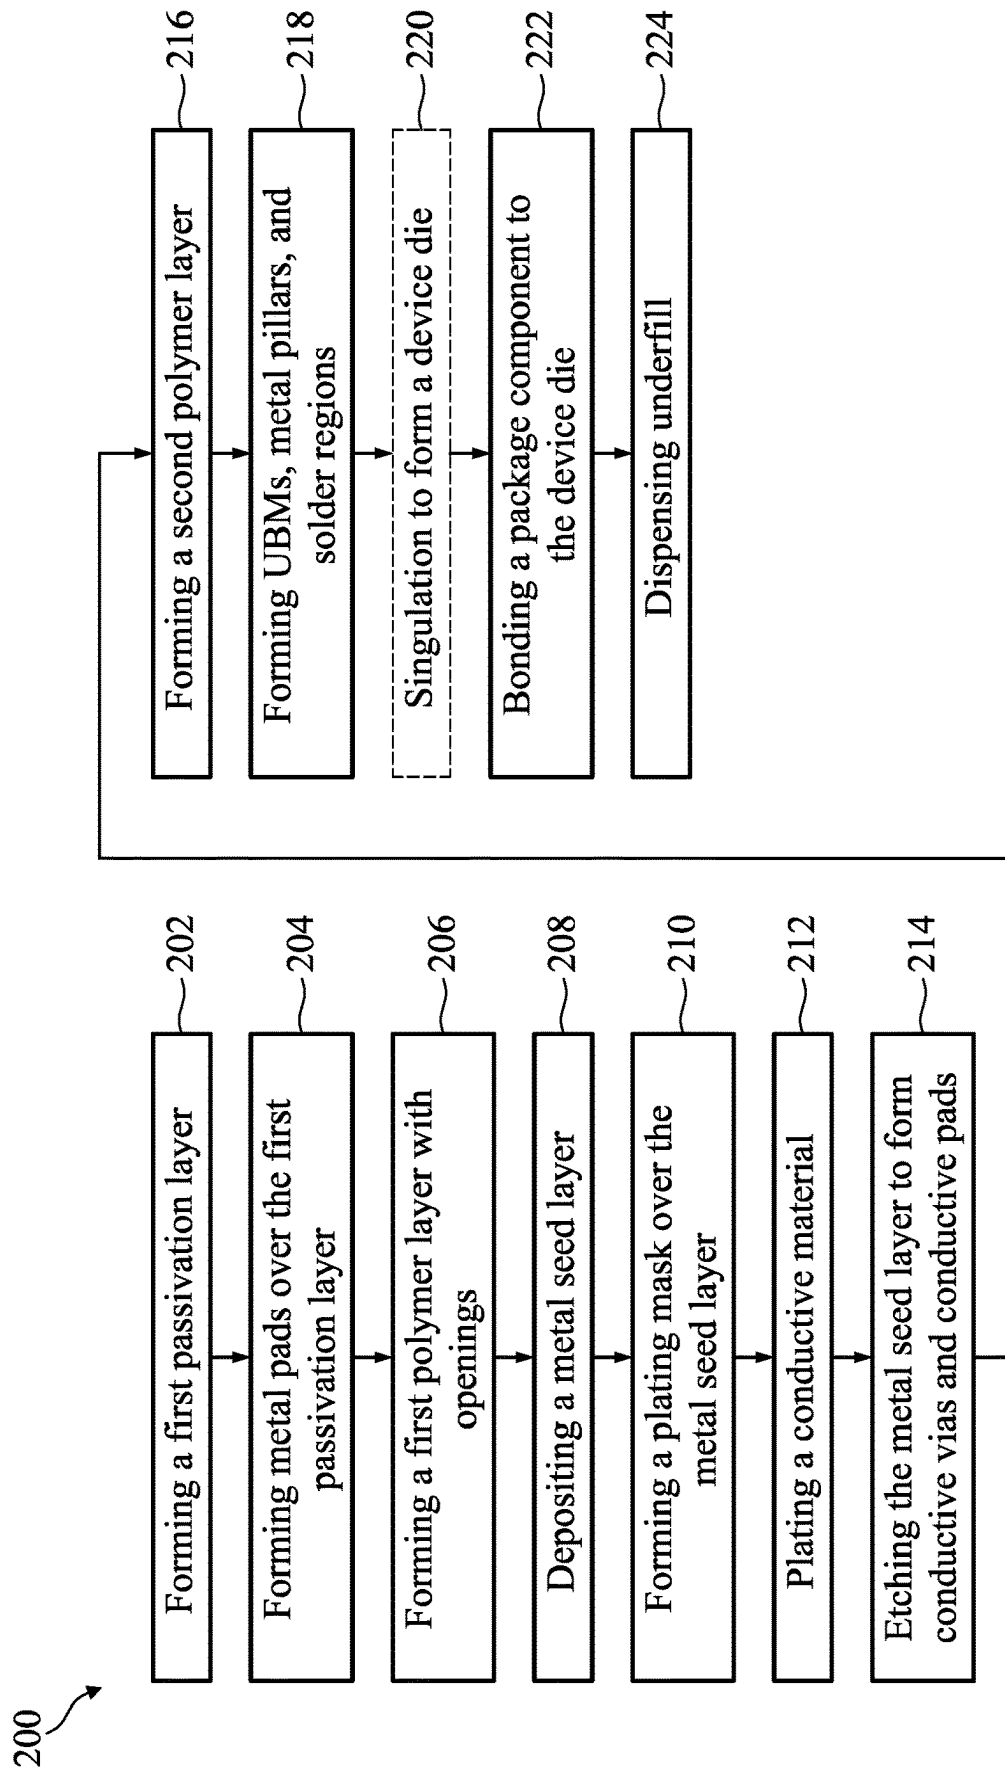 200
Forming a first passivation layer
202
Forming metal pads over the first
passivation layer
204
Forming a first polymer layer with
openings
206
Depositing a metal seed layer
208
Forming a plating mask over the
metal seed layer
210
Plating a conductive material
212
Etching the metal seed layer to form
conductive vias and conductive pads
214
Forming a second polymer layer
216
Forming UBMs, metal pillars, and
solder regions
218
Singulation to form a device die
220
Bonding a package component to
the device die
222
Dispensing underfill
224